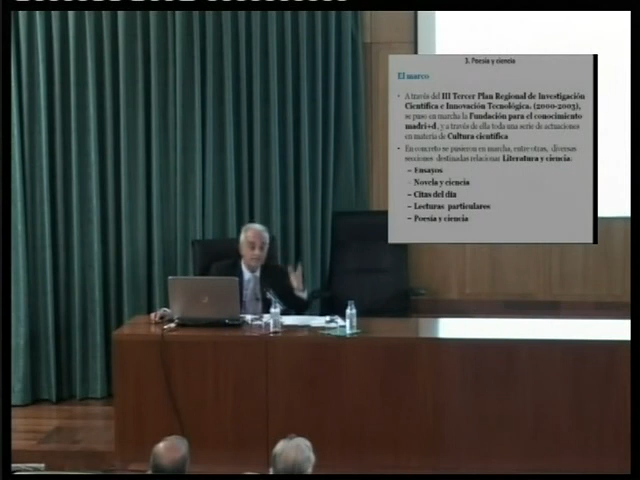 3. Poesía y ciencia
El marco
• A través del III Tercer Plan Regional de Investigación
Científica e Innovación Tecnológica. (2000-2003),
se puso en marcha la Fundación para el conocimiento
madri+d, y a través de ella toda una serie de actuaciones
en materia de Cultura científica
• En concreto se pusieron en marcha, entre otras, diversas
secciones destinadas relacionar Literatura y ciencia.
– Ensayos
– Novela y ciencia
– Citas del día
– Lecturas particulares
– Poesía y ciencia